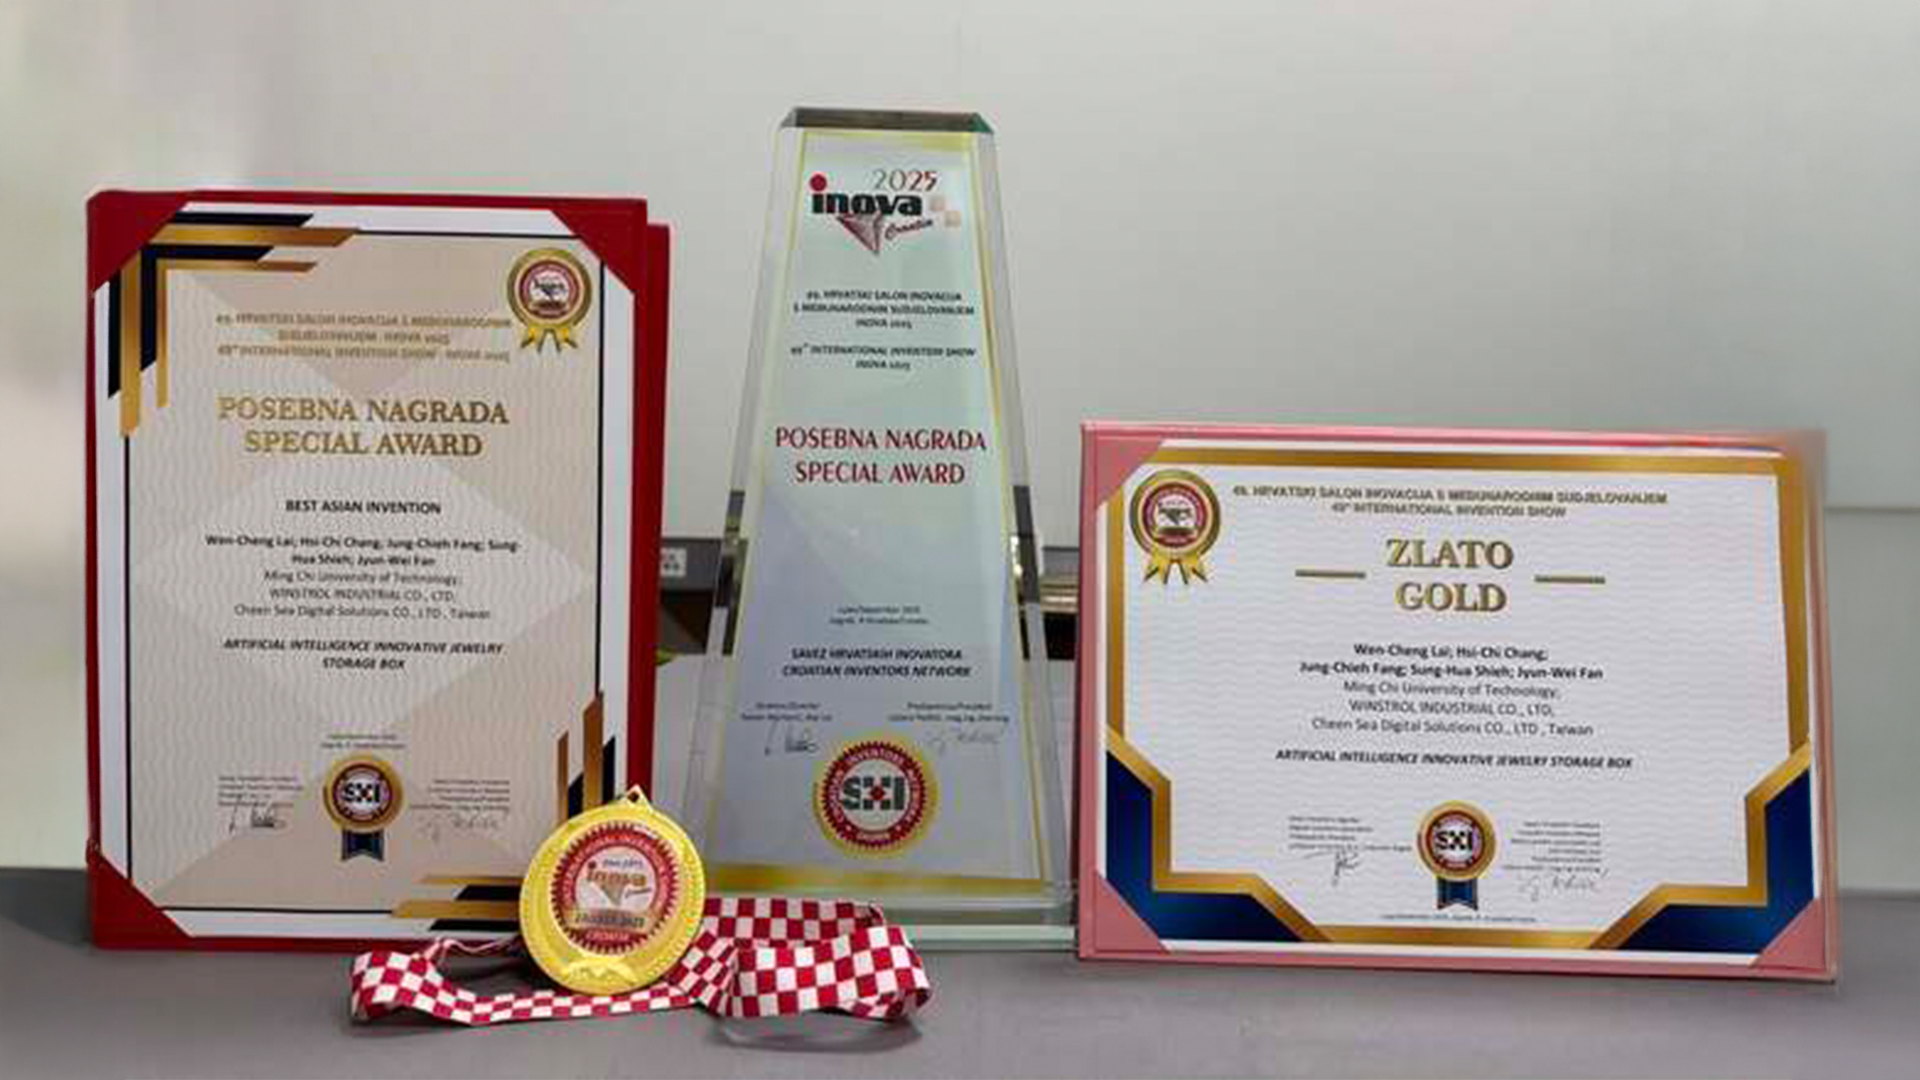 49. HRVATSKI SALON INOVACIJA S MEĐUNARODNIM
SUDJELOVANJEM - INOVA 2025
49th INTERNATIONAL INVENTION SHOW - INOVA 2025
POSEBNA NAGRADA
SPECIAL AWARD
BEST ASIAN INVENTION
Wen-Cheng Lai; Hsi-Chi Chang; Jung-Chieh Fang; Sung-
Hua Shieh; Jyun-Wei Fan
Ming Chi University of Technology;
WINSTROL INDUSTRIAL CO., LTD,
Cheen Sea Digital Solutions CO., LTD , Taiwan
ARTIFICIAL INTELLIGENCE INNOVATIVE JEWELRY
STORAGE BOX
SXI
inova
CROATIA
2025
inova
Croatia
49. HRVATSKI SALON INOVACIJA
S MEĐUNARODNIM SUDJELOVANJEM
INOVA 2025
49th INTERNATIONAL INVENTION SHOW
INOVA 2025
POSEBNA NAGRADA
SPECIAL AWARD
SAVEZ HRVATSKIH INOVATORA
CROATIAN INVENTORS NETWORK
SXI
49. HRVATSKI SALON INOVACIJA S MEĐUNARODNIM SUDJELOVANJEM
49th INTERNATIONAL INVENTION SHOW
ZLATO
GOLD
Wen-Cheng Lai; Hsi-Chi Chang;
Jung-Chieh Fang; Sung-Hua Shieh; Jyun-Wei Fan
Ming Chi University of Technology;
WINSTROL INDUSTRIAL CO., LTD,
Cheen Sea Digital Solutions CO., LTD , Taiwan
ARTIFICIAL INTELLIGENCE INNOVATIVE JEWELRY STORAGE BOX
SXI